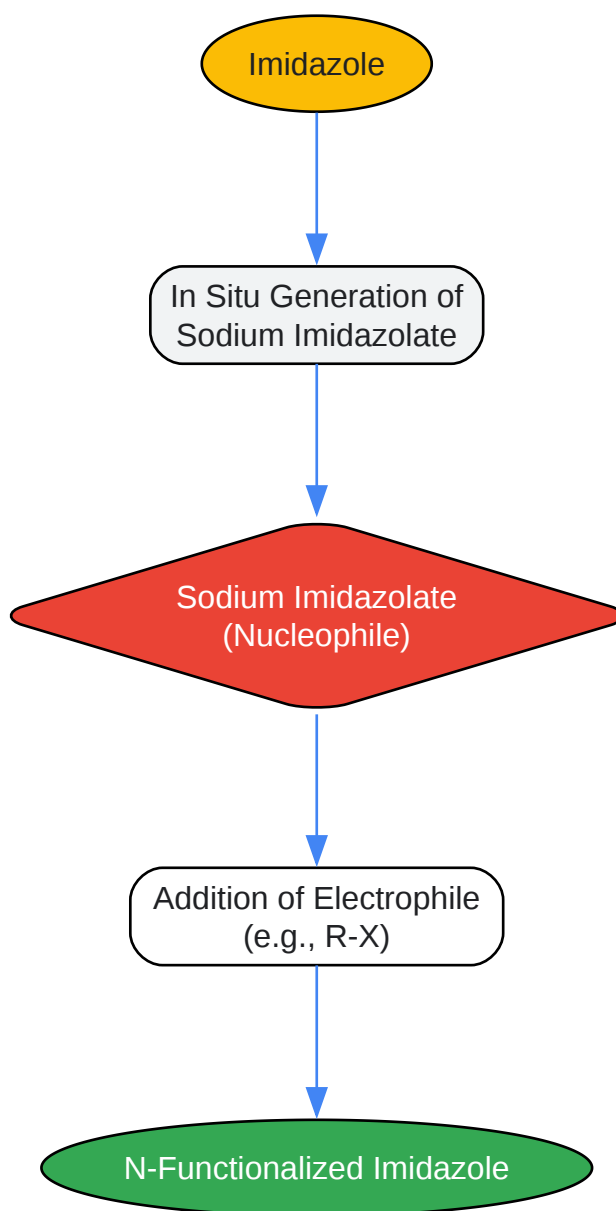 Imidazole
In Situ Generation of
Sodium Imidazolate
Sodium Imidazolate
(Nucleophile)
Addition of Electrophile
(e.g., R-X)
N-Functionalized Imidazole